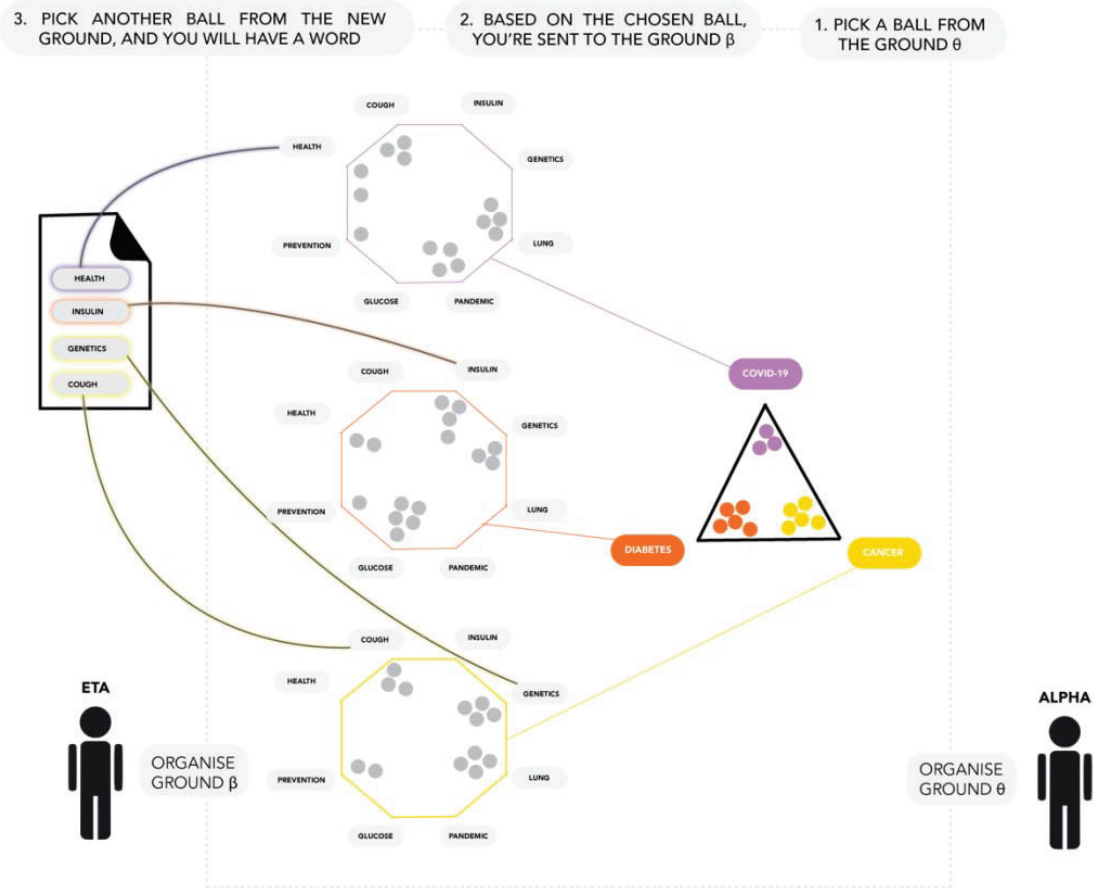 3. PICK ANOTHER BALL FROM THE NEW
GROUND, AND YOU WILL HAVE A WORD
2. BASED ON THE CHOSEN BALL,
YOU'RE SENT TO THE GROUND β
1. PICK A BALL FROM
THE GROUND θ
COUGH
INSULIN
HEALTH
GENETICS
PREVENTION
LUNG
GLUCOSE
PANDEMIC
HEALTH
INSULIN
GENETICS
COUGH
COVID-19
COUGH
INSULIN
HEALTH
GENETICS
PREVENTION
LUNG
GLUCOSE
PANDEMIC
DIABETES
CANCER
COUGH
INSULIN
HEALTH
GENETICS
PREVENTION
LUNG
GLUCOSE
PANDEMIC
ETA
ORGANISE
GROUND β
ALPHA
ORGANISE
GROUND θ